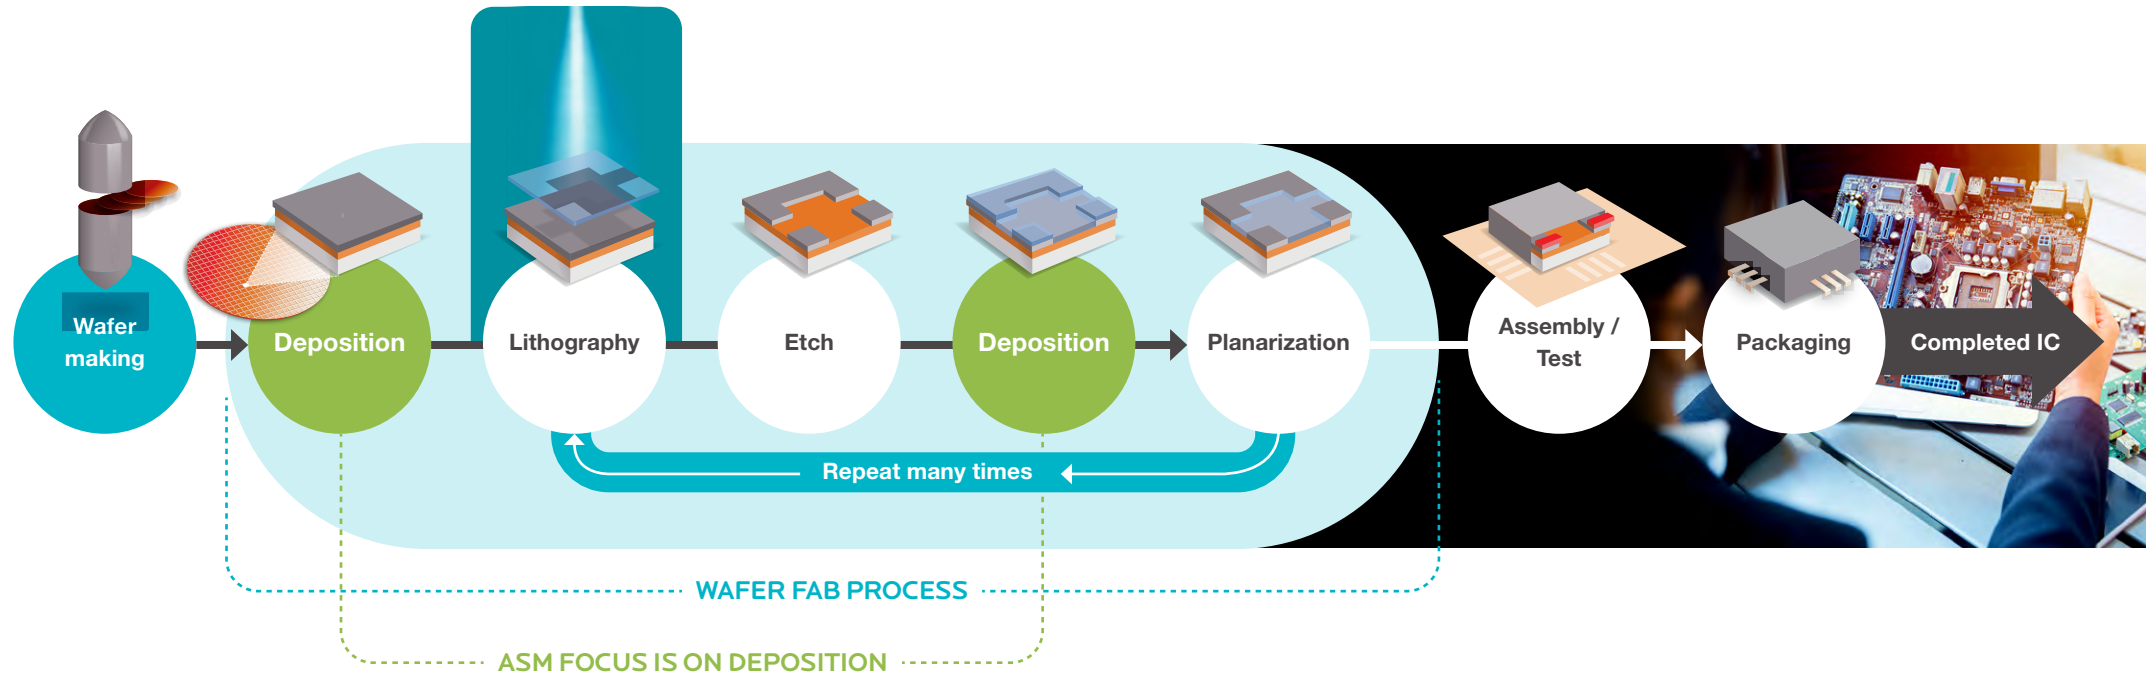 Wafer
making
Deposition
Lithography
Etch
Deposition
Planarization
Assembly /
Test
Packaging
Completed IC
Repeat many times
WAFER FAB PROCESS
ASM FOCUS IS ON DEPOSITION